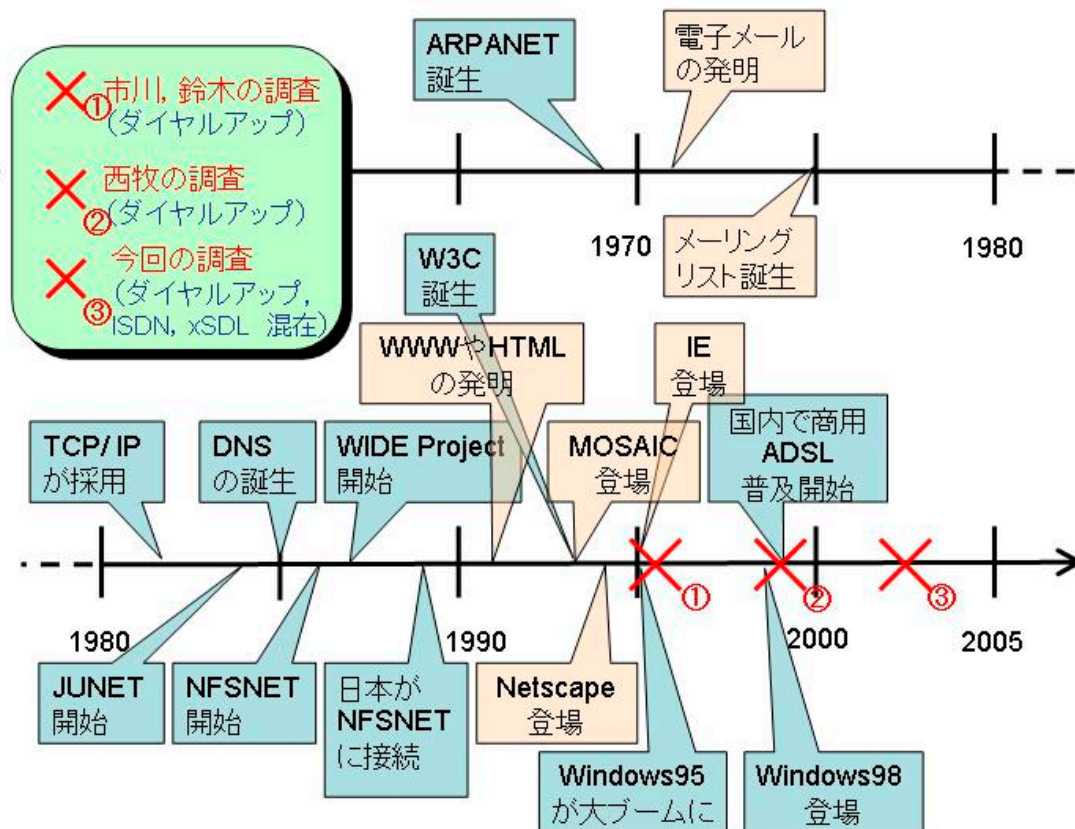 ①市川, 鈴木の調査
(ダイヤルアップ)
②西牧の調査
(ダイヤルアップ)
③今回の調査
(ダイヤルアップ,
ISDN, xSDL 混在)
ARPANET
誕生
電子メール
の発明
1970
1980
メーリング
リスト誕生
W3C
誕生
WWWやHTML
の発明
IE
登場
TCP/IP
が採用
DNS
の誕生
WIDE Project
開始
MOSAIC
登場
国内で商用
ADSL
普及開始
①
②
③
1980
1990
2000
2005
JUNET
開始
NFSNET
開始
日本が
NFSNET
に接続
Netscape
登場
Windows95
が大ブームに
Windows98
登場